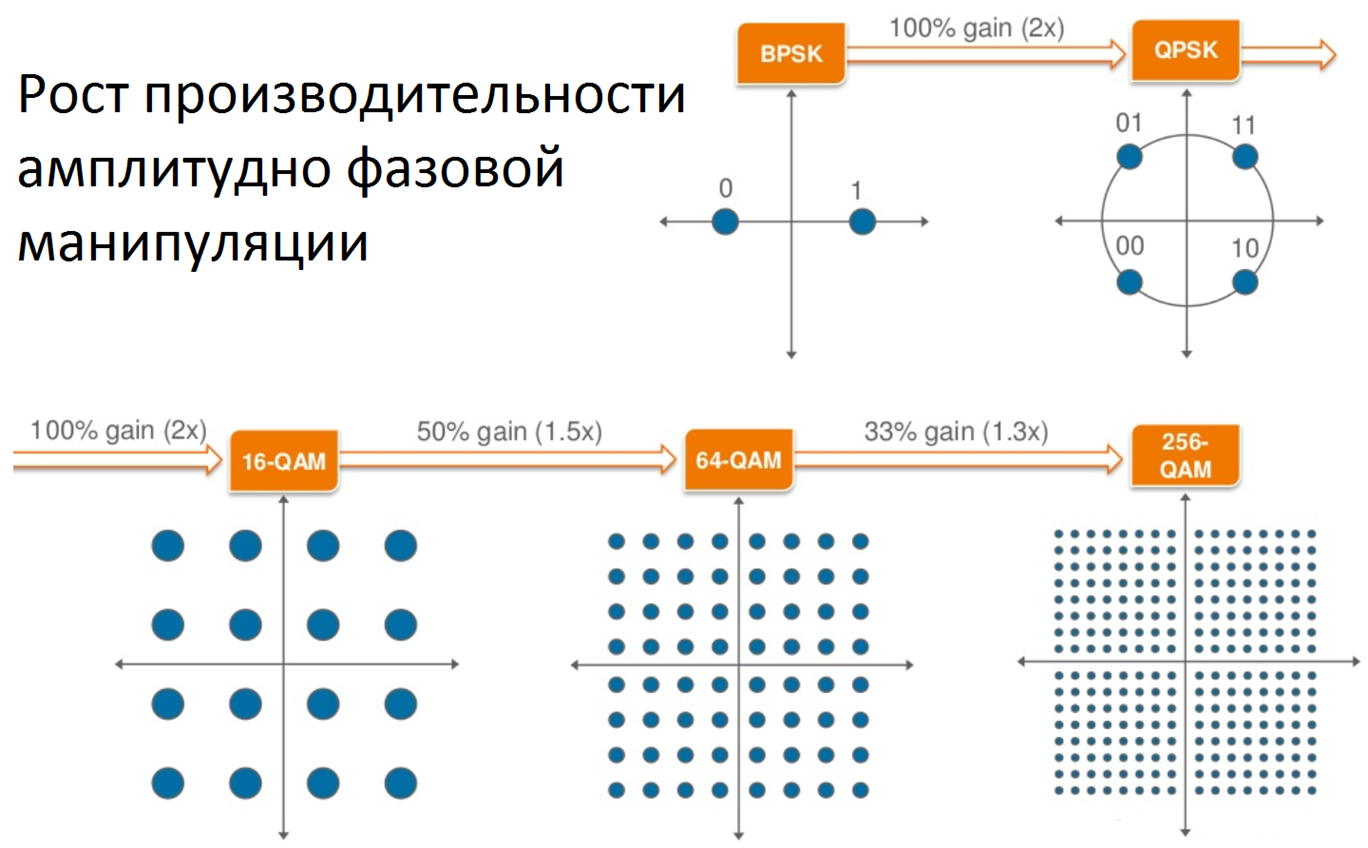 Рост производительности
амплитудно фазовой
манипуляции
BPSK
100% gain (2x)
QPSK
0
1
01
11
00
10
100% gain (2x)
16-QAM
50% gain (1.5x)
64-QAM
33% gain (1.3x)
256-
QAM